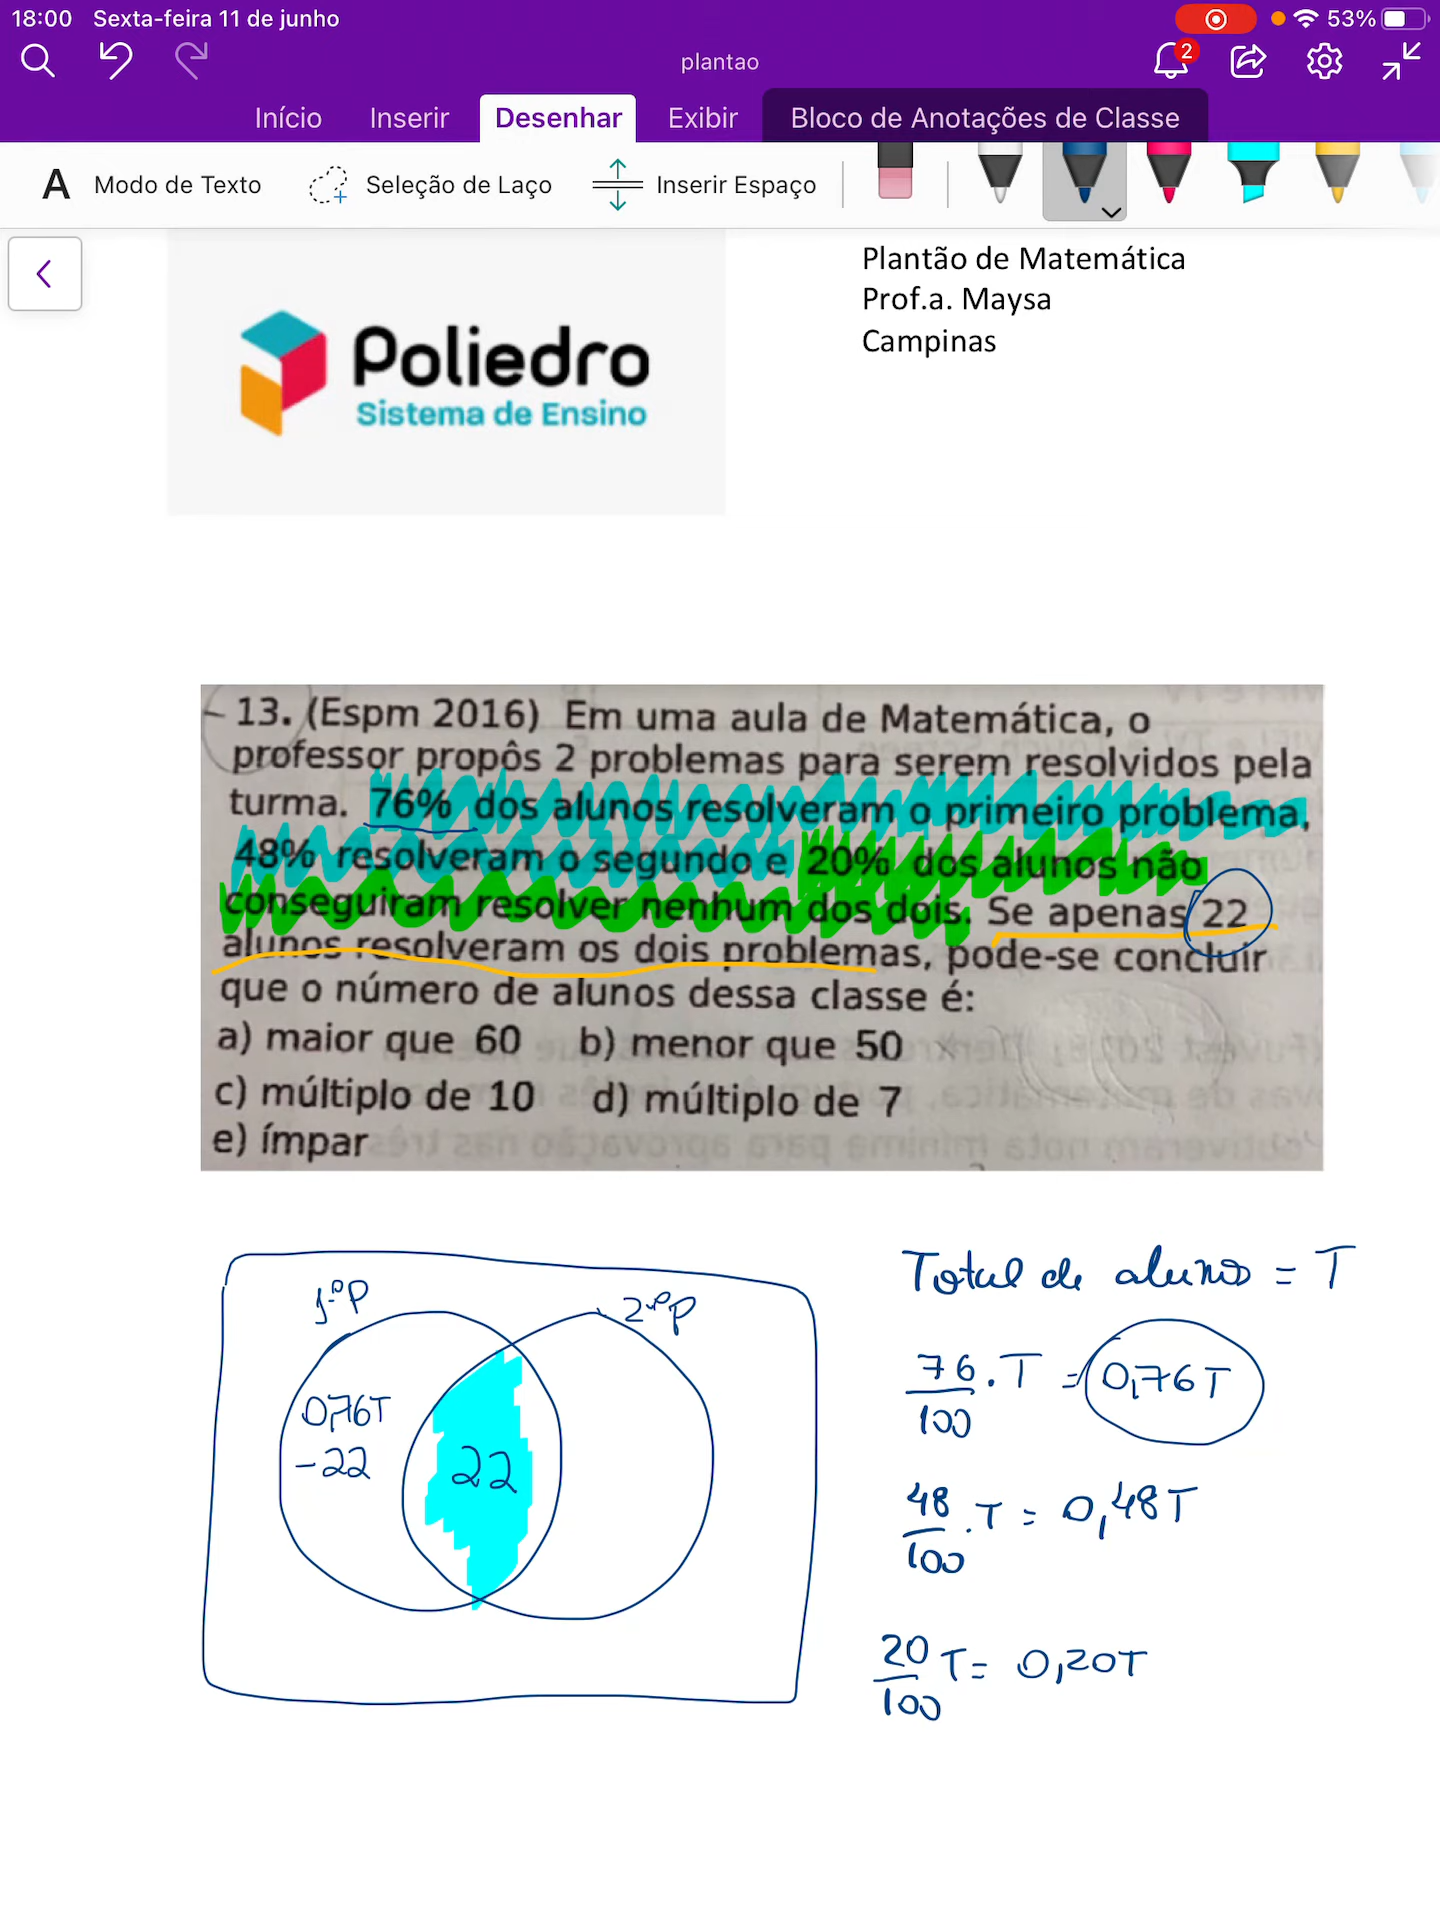 18:00 Sexta-feira 11 de junho
53%
2
plantao
Início Inserir Desenhar Exibir Bloco de Anotações de Classe
A Modo de Texto Seleção de Laço Inserir Espaço
Poliedro
Sistema de Ensino
Plantão de Matemática
Prof.a. Maysa
Campinas
13. (Espm 2016) Em uma aula de Matemática, o
professor propôs 2 problemas para serem resolvidos pela
turma. 76% dos alunos resolveram o primeiro problema,
48% resolveram o segundo e 20% dos alunos não
conseguiram resolver nenhum dos dois. Se apenas 22
alunos resolveram os dois problemas, pode-se concluir
que o número de alunos dessa classe é:
a) maior que 60 b) menor que 50
c) múltiplo de 10 d) múltiplo de 7
e) ímpar
1ºP
2ºP
0,76T
-22
22
Total de alunos = T
76/100 . T = 0,76T
48/100 . T = 0,48T
20/100 T = 0,20T